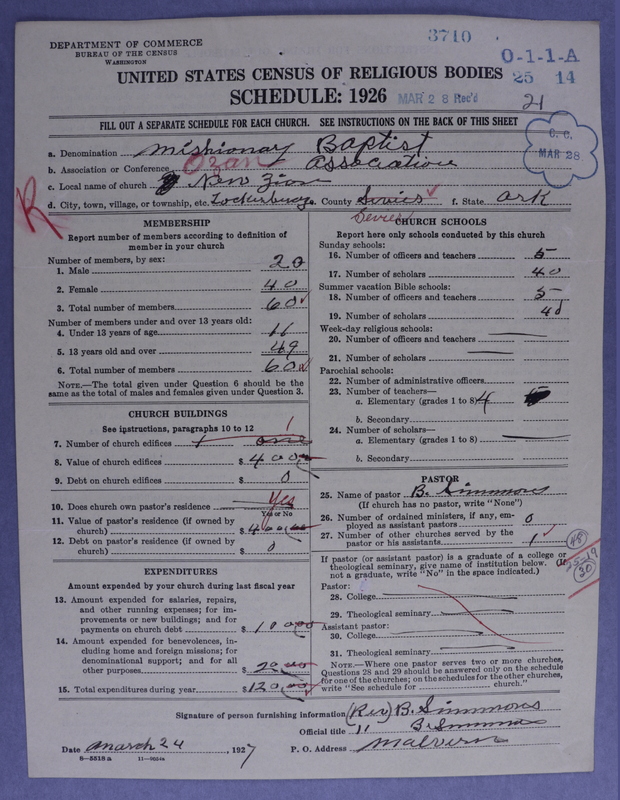 3710
DEPARTMENT OF COMMERCE
BUREAU OF THE CENSUS
WASHINGTON
O-1-1-A
25 14
UNITED STATES CENSUS OF RELIGIOUS BODIES
SCHEDULE: 1926
MAR 28 Rec'd
21
FILL OUT A SEPARATE SCHEDULE FOR EACH CHURCH. SEE INSTRUCTIONS ON THE BACK OF THIS SHEET
C. C.
MAR 28
a. Denomination Missionary Baptist
b. Association or Conference Ozan Association
c. Local name of church New Zion
d. City, town, village, or township, etc. Lockesburg e. County Seviers f. State Ark
Sevier
R
MEMBERSHIP
Report number of members according to definition of
member in your church
Number of members, by sex:
1. Male 20
2. Female 40
3. Total number of members 60
Number of members under and over 13 years old:
4. Under 13 years of age 11
5. 13 years old and over 49
6. Total number of members 60
NOTE.—The total given under Question 6 should be
same as the total of males and females given under Question 3.
CHURCH BUILDINGS
See instructions, paragraphs 10 to 12
7. Number of church edifices one 1
8. Value of church edifices $ 400
9. Debt on church edifices $ 0
10. Does church own pastor's residence Yes
Yes or No
11. Value of pastor's residence (if owned by
church) $ 400
12. Debt on pastor's residence (if owned by
church) $ 0
EXPENDITURES
Amount expended by your church during last fiscal year
13. Amount expended for salaries, repairs,
and other running expenses; for im-
provements or new buildings; and for
payments on church debt $ 100.00
14. Amount expended for benevolences, in-
cluding home and foreign missions; for
denominational support; and for all
other purposes $ 20.00
15. Total expenditures during year $ 120.00
CHURCH SCHOOLS
Report here only schools conducted by this church
Sunday schools:
16. Number of officers and teachers 5
17. Number of scholars 40
Summer vacation Bible schools:
18. Number of officers and teachers 5
19. Number of scholars 40
Week-day religious schools:
20. Number of officers and teachers
21. Number of scholars
Parochial schools:
22. Number of administrative officers
23. Number of teachers—
a. Elementary (grades 1 to 8) 4
b. Secondary
24. Number of scholars—
a. Elementary (grades 1 to 8)
b. Secondary
PASTOR
25. Name of pastor B. Simmons
(If church has no pastor, write "None")
26. Number of ordained ministers, if any, em-
ployed as assistant pastors 0
27. Number of other churches served by the
pastor or his assistants 1
If pastor (or assistant pastor) is a graduate of a college or
theological seminary, give name of institution below. (If
not a graduate, write "No" in the space indicated.)
Pastor:
28. College
29. Theological seminary
Assistant pastor:
30. College
31. Theological seminary
NOTE.—Where one pastor serves two or more churches,
Questions 28 and 29 should be answered only on the schedule
for one of the churches; on the schedules for the other churches,
write "See schedule for church."
Signature of person furnishing information (Rev) B. Simmons
Official title " B. Simmons
Date March 24, 1927
P. O. Address Malvern
8-5518a 11-9624a